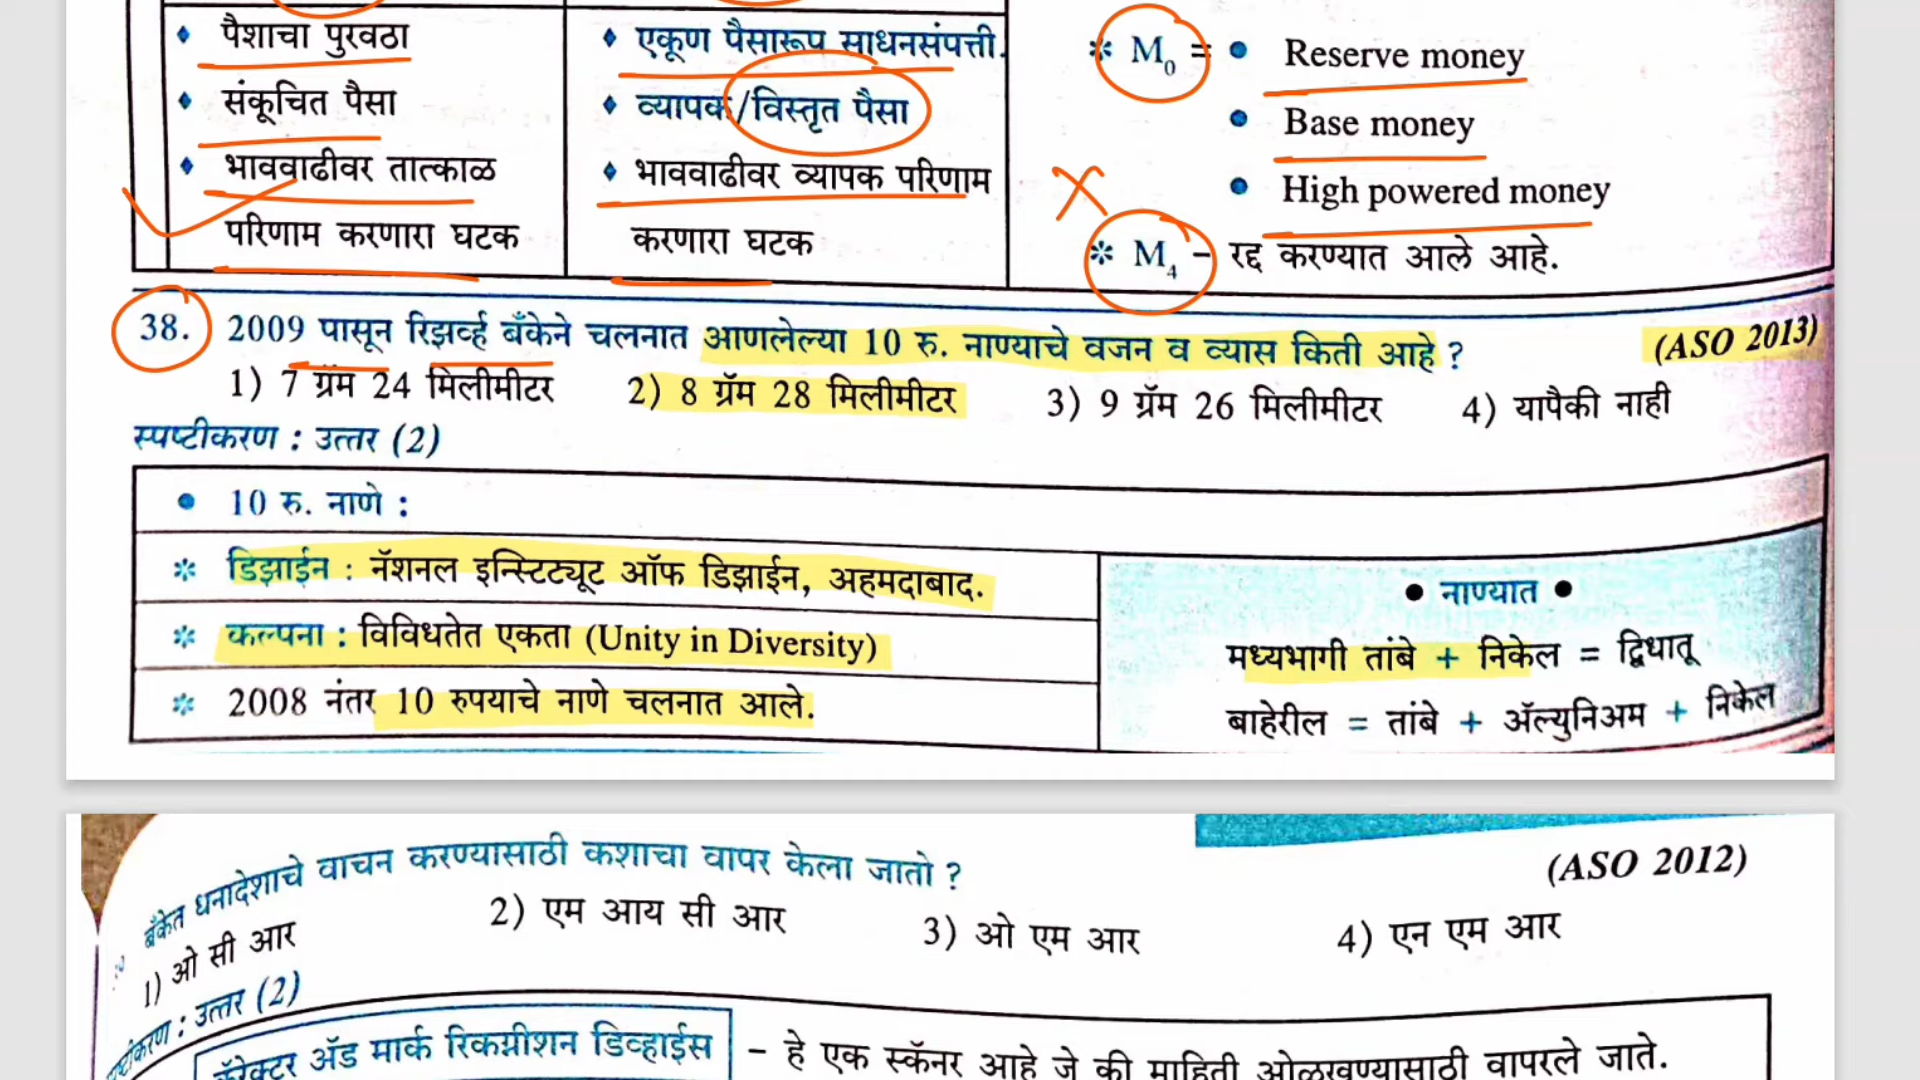 पैशाचा पुरवठा
संकूचित पैसा
भाववाढीवर तात्काळ
परिणाम करणारा घटक
एकूण पैसारूप साधनसंपत्ती.
व्यापक/विस्तृत पैसा
भाववाढीवर व्यापक परिणाम
करणारा घटक
* M0 = • Reserve money
• Base money
• High powered money
* M4 - रद्द करण्यात आले आहे.
38. 2009 पासून रिझर्व्ह बँकेने चलनात आणलेल्या 10 रु. नाण्याचे वजन व व्यास किती आहे ? (ASO 2013)
1) 7 ग्रॅम 24 मिलीमीटर 2) 8 ग्रॅम 28 मिलीमीटर 3) 9 ग्रॅम 26 मिलीमीटर 4) यापैकी नाही
स्पष्टीकरण : उत्तर (2)
• 10 रु. नाणे :
* डिझाईन : नॅशनल इन्स्टिट्यूट ऑफ डिझाईन, अहमदाबाद.
* कल्पना : विविधतेत एकता (Unity in Diversity)
* 2008 नंतर 10 रुपयाचे नाणे चलनात आले.
• नाण्यात •
मध्यभागी तांबे + निकेल = द्विधातू
बाहेरील = तांबे + ॲल्युनिअम + निकेल
बँकेत धनादेशाचे वाचन करण्यासाठी कशाचा वापर केला जातो ? (ASO 2012)
1) ओ सी आर 2) एम आय सी आर 3) ओ एम आर 4) एन एम आर
ष्टीकरण : उत्तर (2)
कॅरेक्टर अँड मार्क रिकग्नीशन डिव्हाईस - हे एक स्कॅनर आहे जे की माहिती ओळखण्यासाठी वापरले जाते.